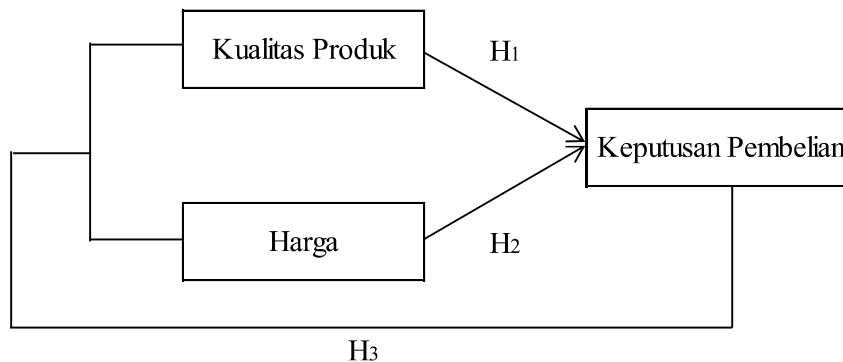 Kualitas Produk
H1
Keputusan Pembelian
Harga
H2
H3